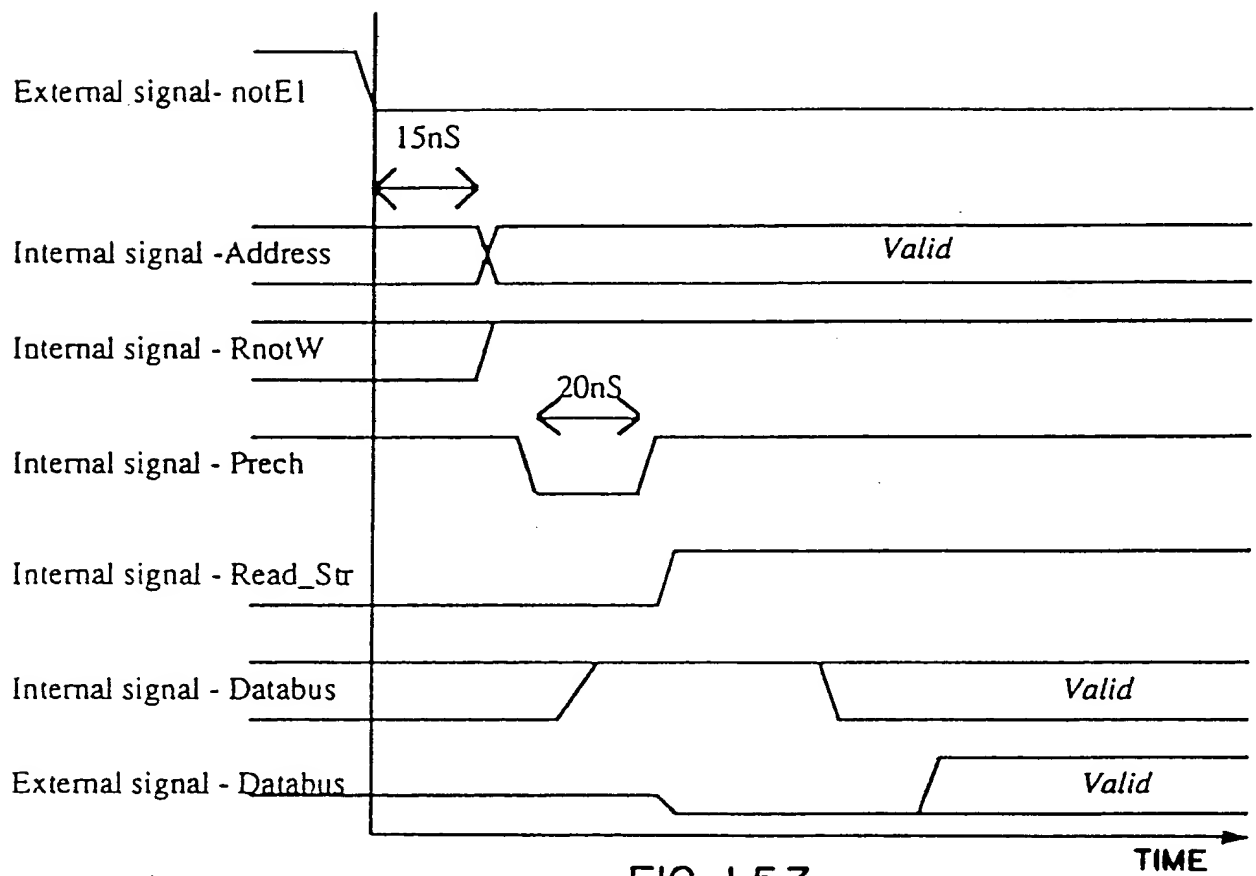 External signal- notE1
15nS
Internal signal -Address
Valid
Internal signal - RnotW
20nS
Internal signal - Prech
Internal signal - Read_Str
Internal signal - Databus
Valid
External signal - Databus
Valid
TIME